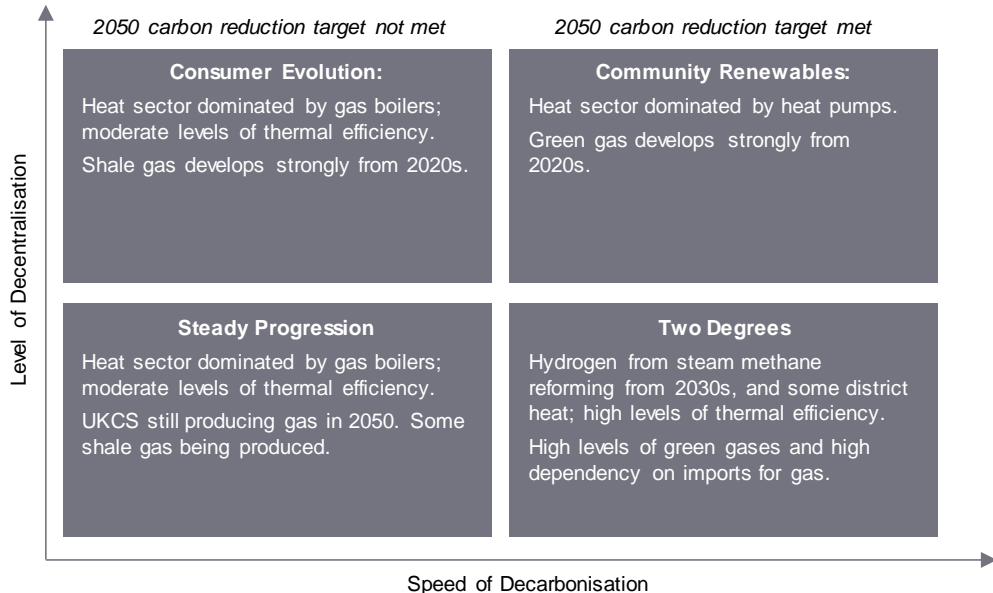 2050 carbon reduction target not met
2050 carbon reduction target met
Consumer Evolution:
Heat sector dominated by gas boilers;
moderate levels of thermal efficiency.
Shale gas develops strongly from 2020s.
Community Renewables:
Heat sector dominated by heat pumps.
Green gas develops strongly from
2020s.
Level of Decentralisation
Steady Progression
Heat sector dominated by gas boilers;
moderate levels of thermal efficiency.
UKCS still producing gas in 2050. Some
shale gas being produced.
Two Degrees
Hydrogen from steam methane
reforming from 2030s, and some district
heat; high levels of thermal efficiency.
High levels of green gases and high
dependency on imports for gas.
Speed of Decarbonisation